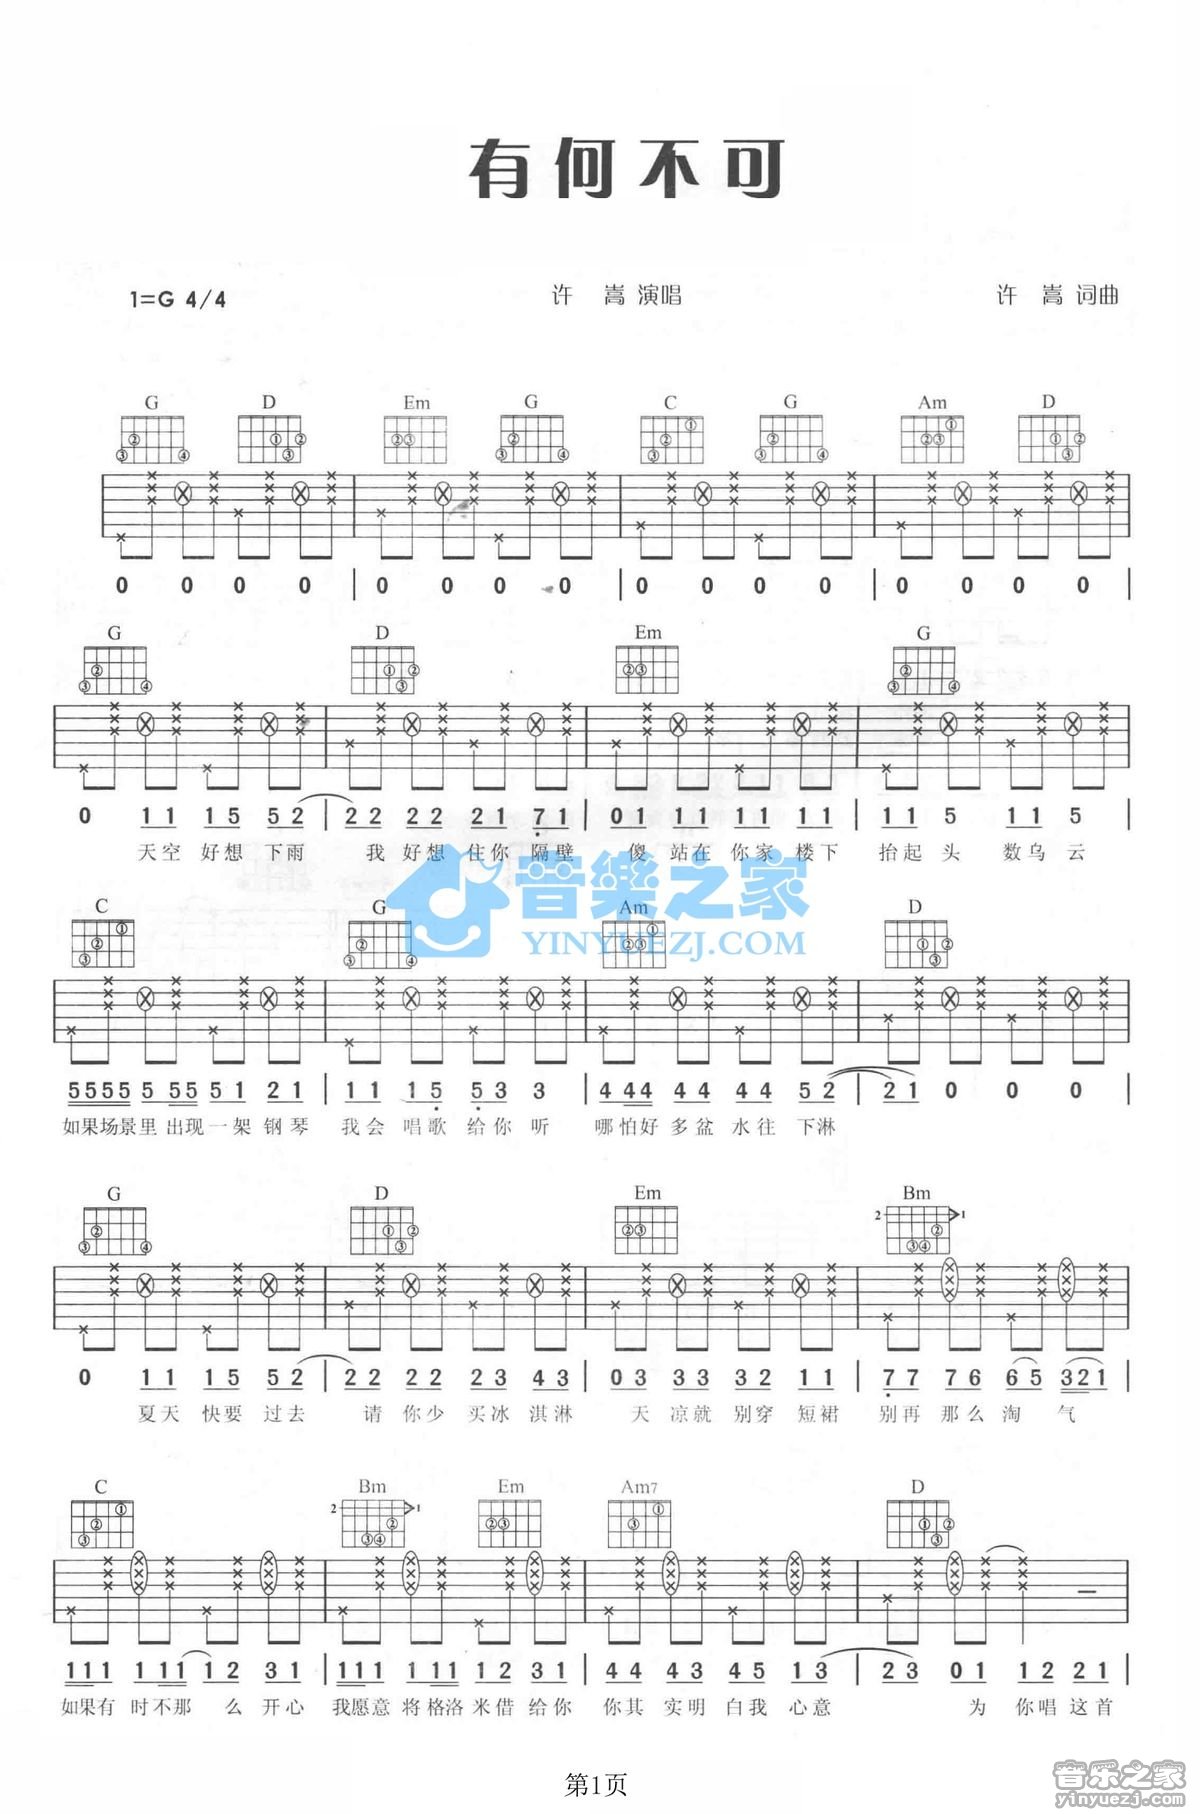 有何不可
1=G 4/4 许 嵩 演唱 许 嵩 词曲
G D Em G C G Am D
0 0 0 0 | 0 0 0 0 | 0 0 0 0 | 0 0 0 0 |
G D Em G
0 11 15 52 | 22 22 21 71 | 01 11 11 11 | 11 5 11 5 |
天空 好想 下雨 我 好想 住你 隔壁 傻 站在 你家 楼下 抬起 头 数乌 云
音樂之家
YINYUEZJ.COM
C G Am D
5555 5 55 51 21 | 11 15 53 3 | 444 44 44 52 | 21 0 0 0 |
如果场景里 出现一架 钢琴 我会 唱歌 给你 听 哪怕好 多盆 水往 下淋
G D Em Bm
2 1
0 11 15 52 | 22 22 23 43 | 03 33 32 11 | 77 76 65 321 |
夏天 快要 过去 请 你少 买冰 淇淋 天 凉就 别穿 短裙 别再 那么 淘 气
C Bm Em Am7 D
2 1
111 111 12 31 | 111 111 12 31 | 44 43 45 13 | 23 01 12 21 |
如果有 时不那 么 开心 我愿意 将格洛 米借 给你 你其 实明 白我 心意 为 你唱 这首
第1页
音乐之家
yinyuezj.com